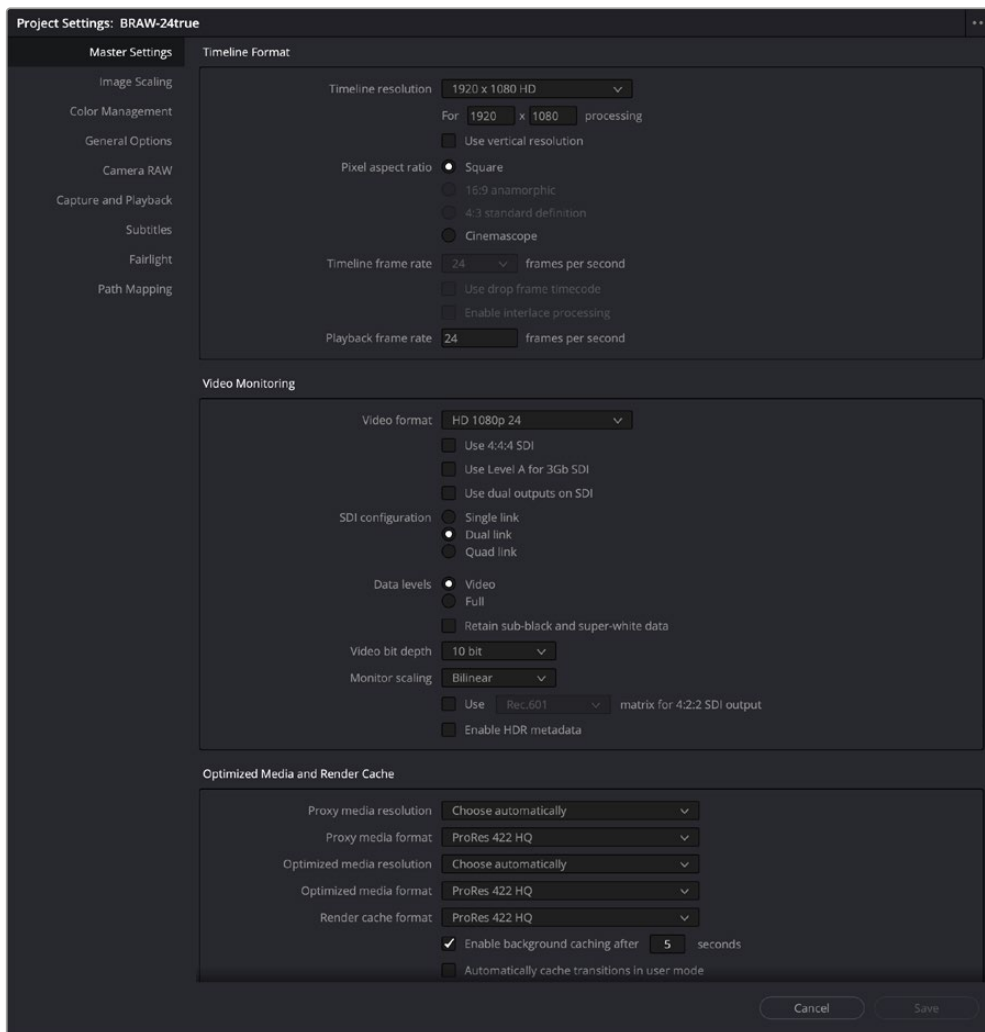 Project Settings: BRAW-24true
Master Settings
Image Scaling
Color Management
General Options
Camera RAW
Capture and Playback
Subtitles
Fairlight
Path Mapping
Timeline Format
Timeline resolution 1920 x 1080 HD
For 1920 x 1080 processing
Use vertical resolution
Pixel aspect ratio Square
16:9 anamorphic
4:3 standard definition
Cinemascope
Timeline frame rate 24 frames per second
Use drop frame timecode
Enable interlace processing
Playback frame rate 24 frames per second
Video Monitoring
Video format HD 1080p 24
Use 4:4:4 SDI
Use Level A for 3Gb SDI
Use dual outputs on SDI
SDI configuration Single link
Dual link
Quad link
Data levels Video
Full
Retain sub-black and super-white data
Video bit depth 10 bit
Monitor scaling Bilinear
Use Rec.601 matrix for 4:2:2 SDI output
Enable HDR metadata
Optimized Media and Render Cache
Proxy media resolution Choose automatically
Proxy media format ProRes 422 HQ
Optimized media resolution Choose automatically
Optimized media format ProRes 422 HQ
Render cache format ProRes 422 HQ
Enable background caching after 5 seconds
Automatically cache transitions in user mode
Cancel Save